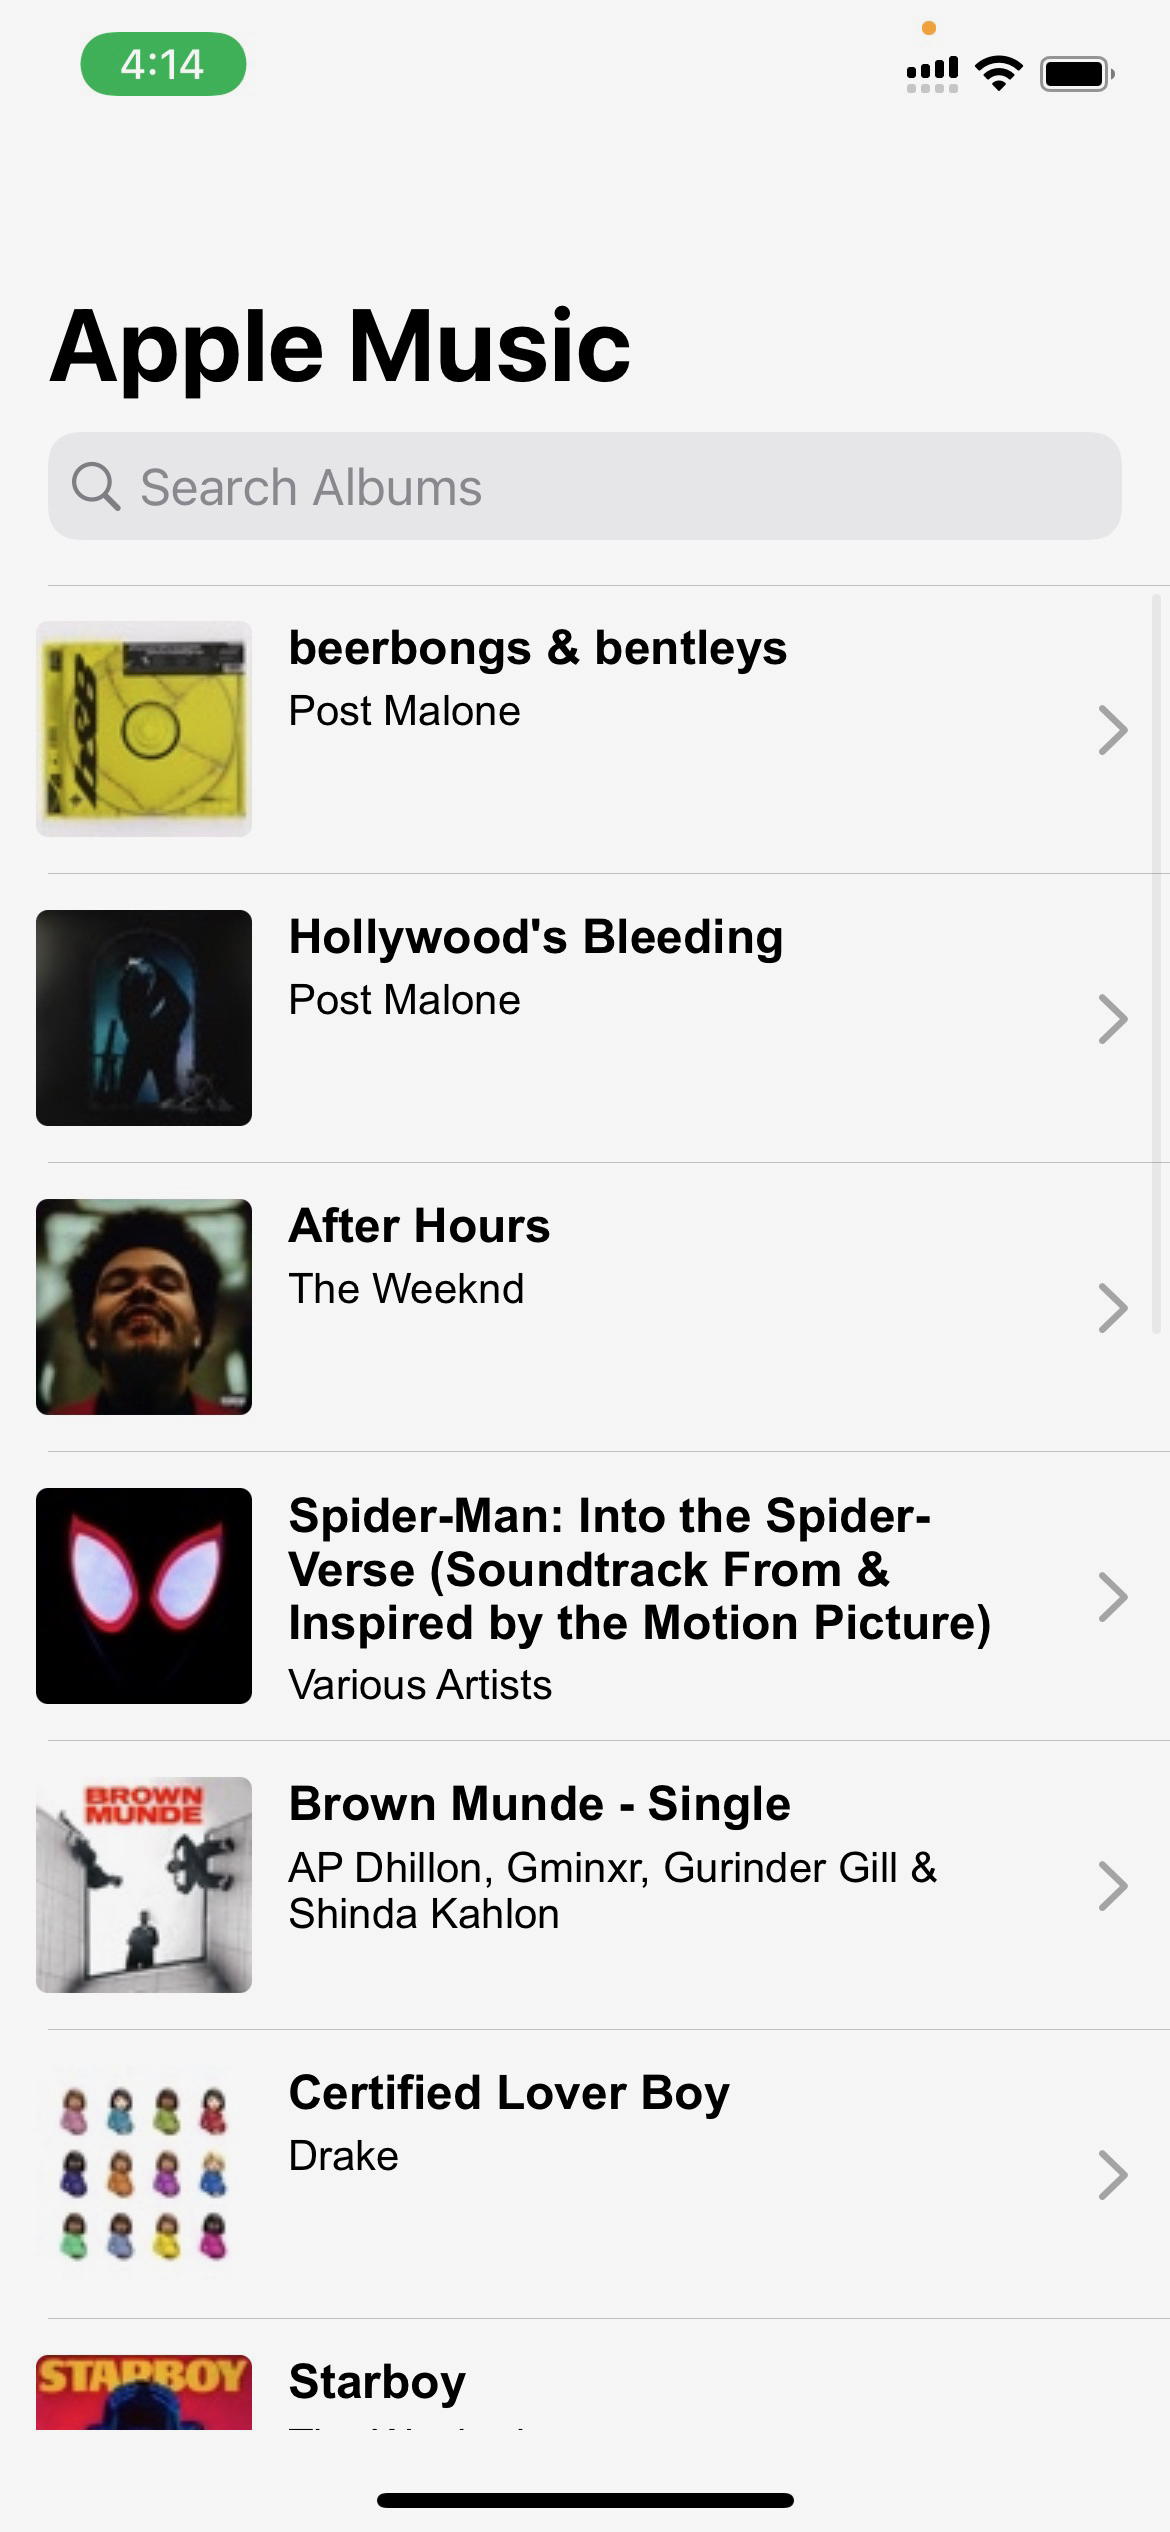 4:14
Apple Music
Search Albums
beerbongs & bentleys
Post Malone
Hollywood's Bleeding
Post Malone
After Hours
The Weeknd
Spider-Man: Into the Spider-
Verse (Soundtrack From &
Inspired by the Motion Picture)
Various Artists
BROWN
MUNDE
Brown Munde - Single
AP Dhillon, Gminxr, Gurinder Gill &
Shinda Kahlon
Certified Lover Boy
Drake
STARBOY
Starboy